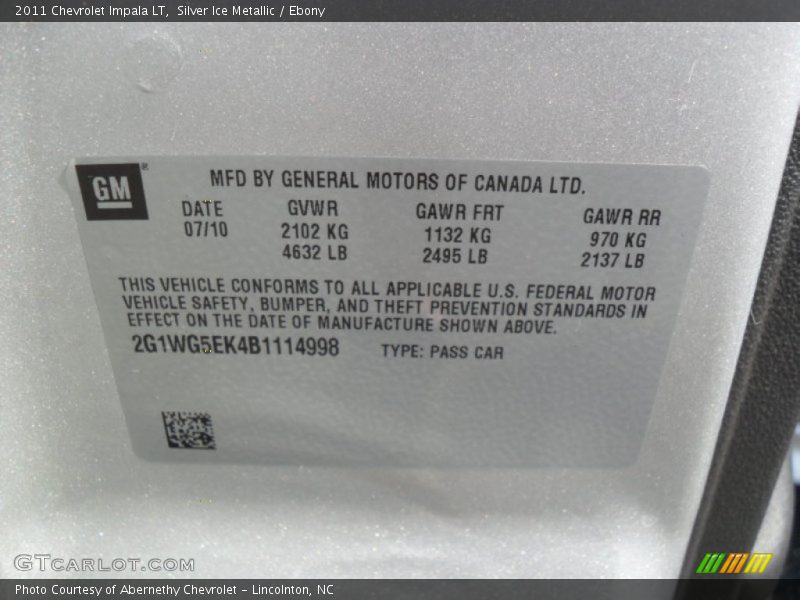 2011 Chevrolet Impala LT, Silver Ice Metallic / Ebony
GM®
MFD BY GENERAL MOTORS OF CANADA LTD.
DATE GVWR GAWR FRT GAWR RR
07/10 2102 KG 1132 KG 970 KG
4632 LB 2495 LB 2137 LB
THIS VEHICLE CONFORMS TO ALL APPLICABLE U.S. FEDERAL MOTOR
VEHICLE SAFETY, BUMPER, AND THEFT PREVENTION STANDARDS IN
EFFECT ON THE DATE OF MANUFACTURE SHOWN ABOVE.
2G1WG5EK4B1114998 TYPE: PASS CAR
GTCARLOT.COM
Photo Courtesy of Abernethy Chevrolet - Lincolnton, NC